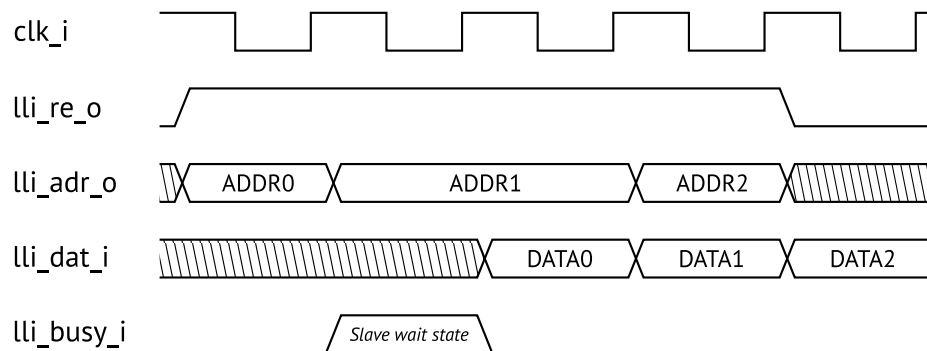 clk_i
lli_re_o
lli_adr_o ADDR0 ADDR1 ADDR2
lli_dat_i DATA0 DATA1 DATA2
lli_busy_i Slave wait state